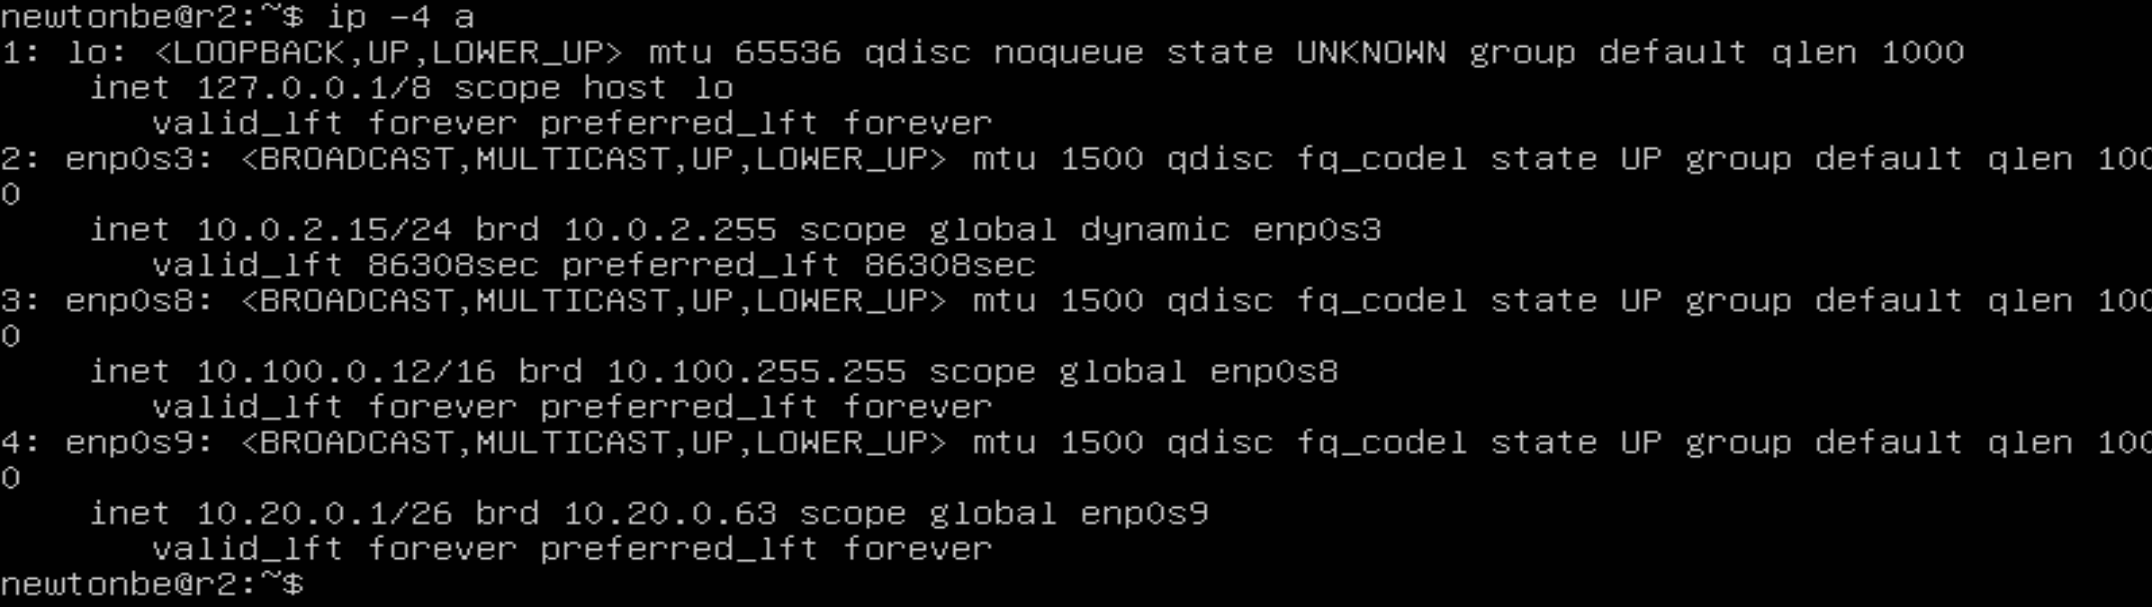 newtonbe@r2:~$ ip -4 a
1: lo: <LOOPBACK,UP,LOWER_UP> mtu 65536 qdisc noqueue state UNKNOWN group default qlen 1000
    inet 127.0.0.1/8 scope host lo
       valid_lft forever preferred_lft forever
2: enp0s3: <BROADCAST,MULTICAST,UP,LOWER_UP> mtu 1500 qdisc fq_codel state UP group default qlen 100
0
    inet 10.0.2.15/24 brd 10.0.2.255 scope global dynamic enp0s3
       valid_lft 86308sec preferred_lft 86308sec
3: enp0s8: <BROADCAST,MULTICAST,UP,LOWER_UP> mtu 1500 qdisc fq_codel state UP group default qlen 100
0
    inet 10.100.0.12/16 brd 10.100.255.255 scope global enp0s8
       valid_lft forever preferred_lft forever
4: enp0s9: <BROADCAST,MULTICAST,UP,LOWER_UP> mtu 1500 qdisc fq_codel state UP group default qlen 100
0
    inet 10.20.0.1/26 brd 10.20.0.63 scope global enp0s9
       valid_lft forever preferred_lft forever
newtonbe@r2:~$